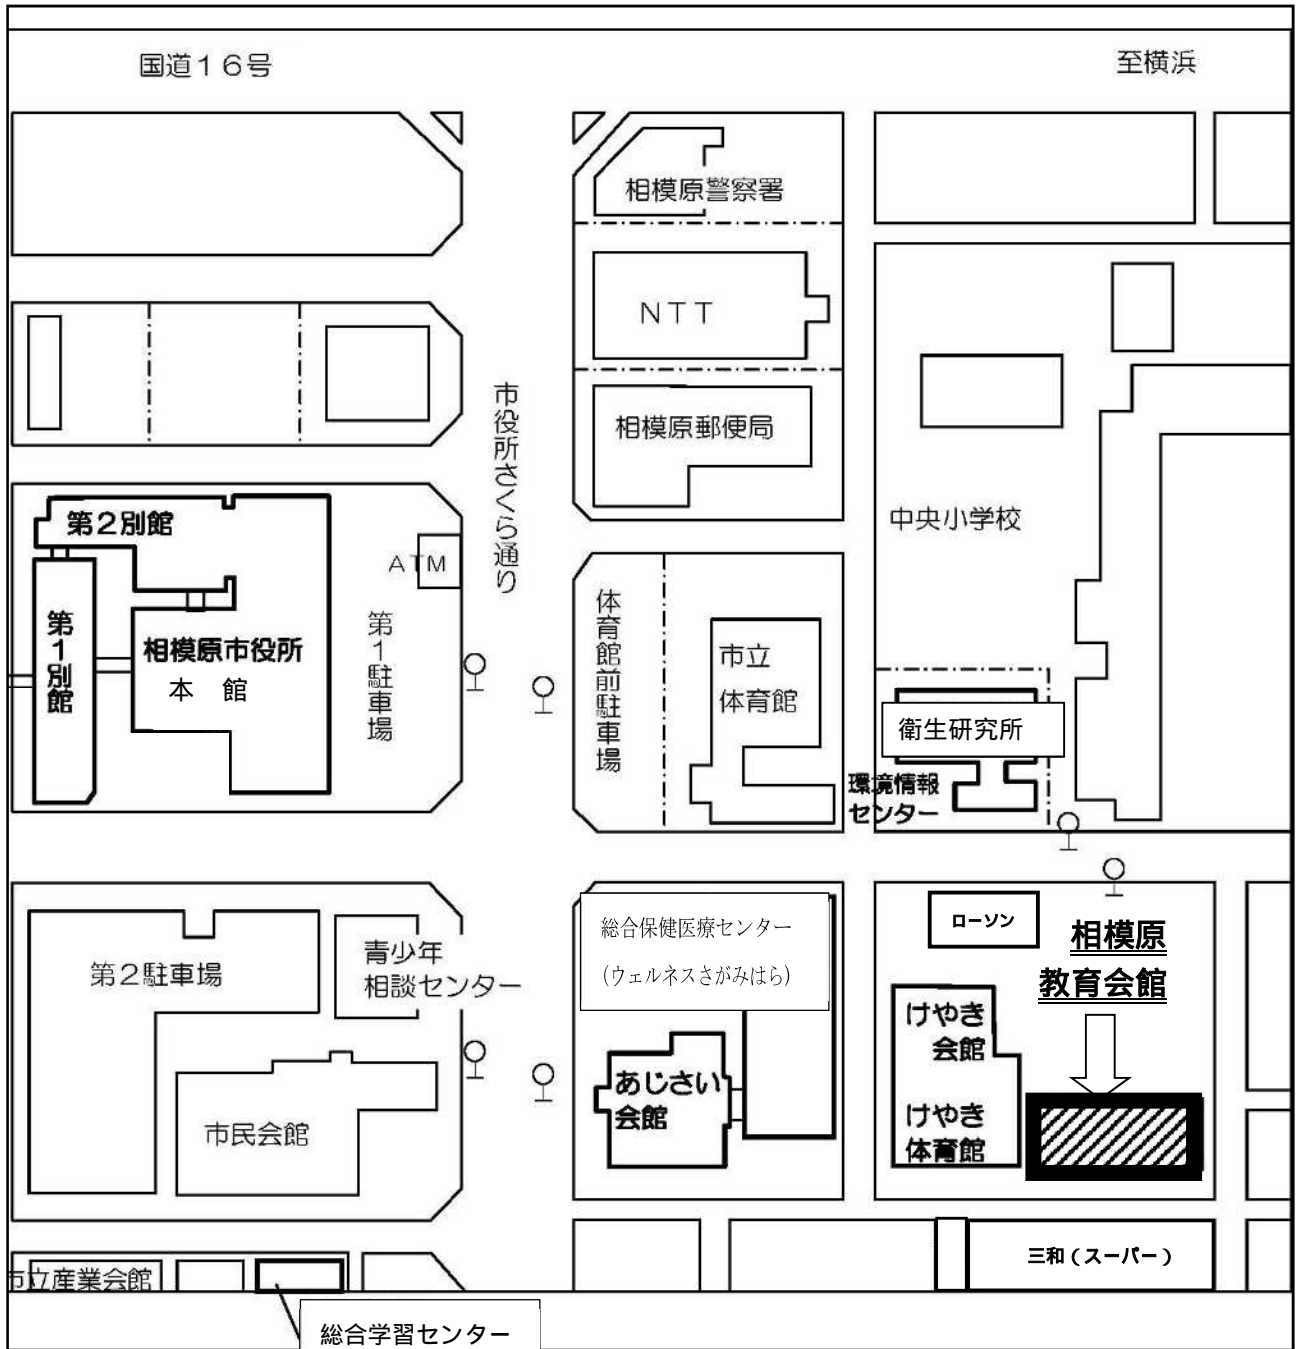 国道１６号
至横浜
相模原警察署
ＮＴＴ
市役所さくら通り
相模原郵便局
中央小学校
第２別館
ＡＴＭ
第１別館
相模原市役所
本　館
第１駐車場
体育館前駐車場
市立
体育館
衛生研究所
環境情報
センター
総合保健医療センター
(ウェルネスさがみはら)
ローソン
相模原
教育会館
第２駐車場
青少年
相談センター
けやき
会館
あじさい
会館
けやき
体育館
市民会館
三和（スーパー）
市立産業会館
総合学習センター